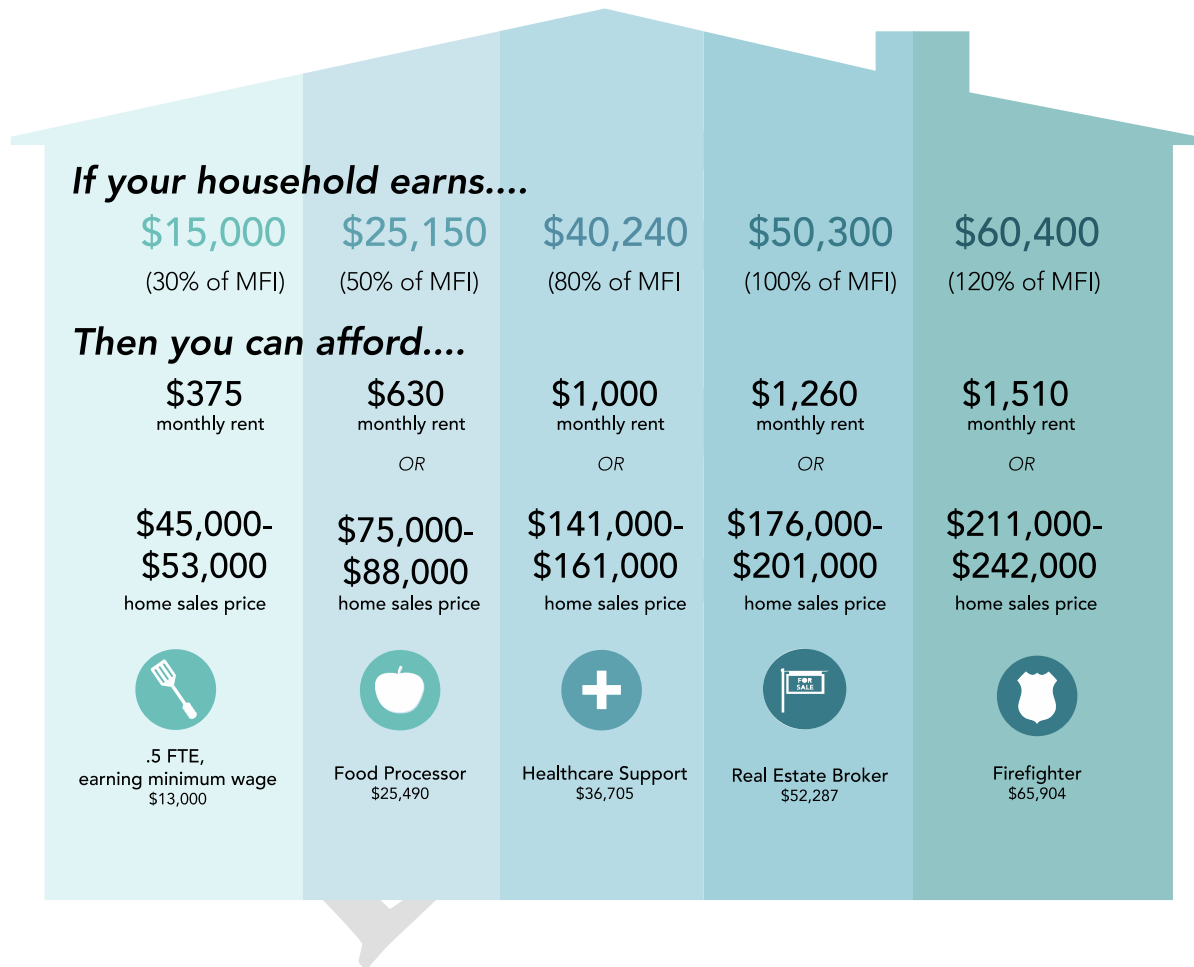 If your household earns....
$15,000 $25,150 $40,240 $50,300 $60,400
(30% of MFI) (50% of MFI) (80% of MFI (100% of MFI) (120% of MFI)
Then you can afford....
$375 $630 $1,000 $1,260 $1,510
monthly rent monthly rent monthly rent monthly rent monthly rent
OR OR OR OR
$45,000- $75,000- $141,000- $176,000- $211,000-
$53,000 $88,000 $161,000 $201,000 $242,000
home sales price home sales price home sales price home sales price home sales price
FOR
SALE
.5 FTE,
earning minimum wage Food Processor Healthcare Support Real Estate Broker Firefighter
$13,000 $25,490 $36,705 $52,287 $65,904